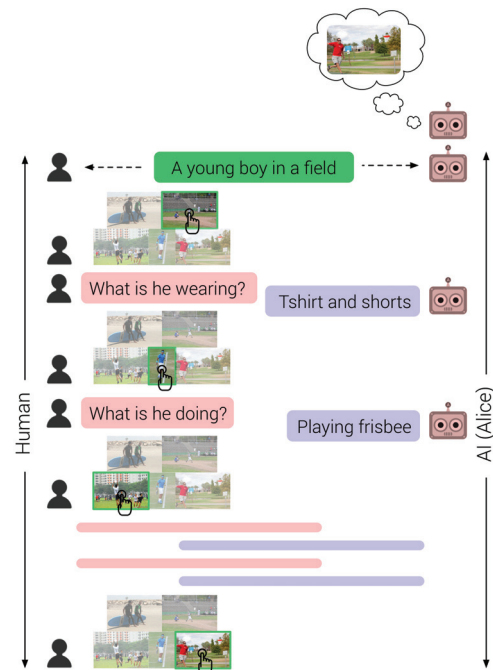 A young boy in a field
What is he wearing?
Tshirt and shorts
What is he doing?
Playing frisbee
Human
AI (Alice)